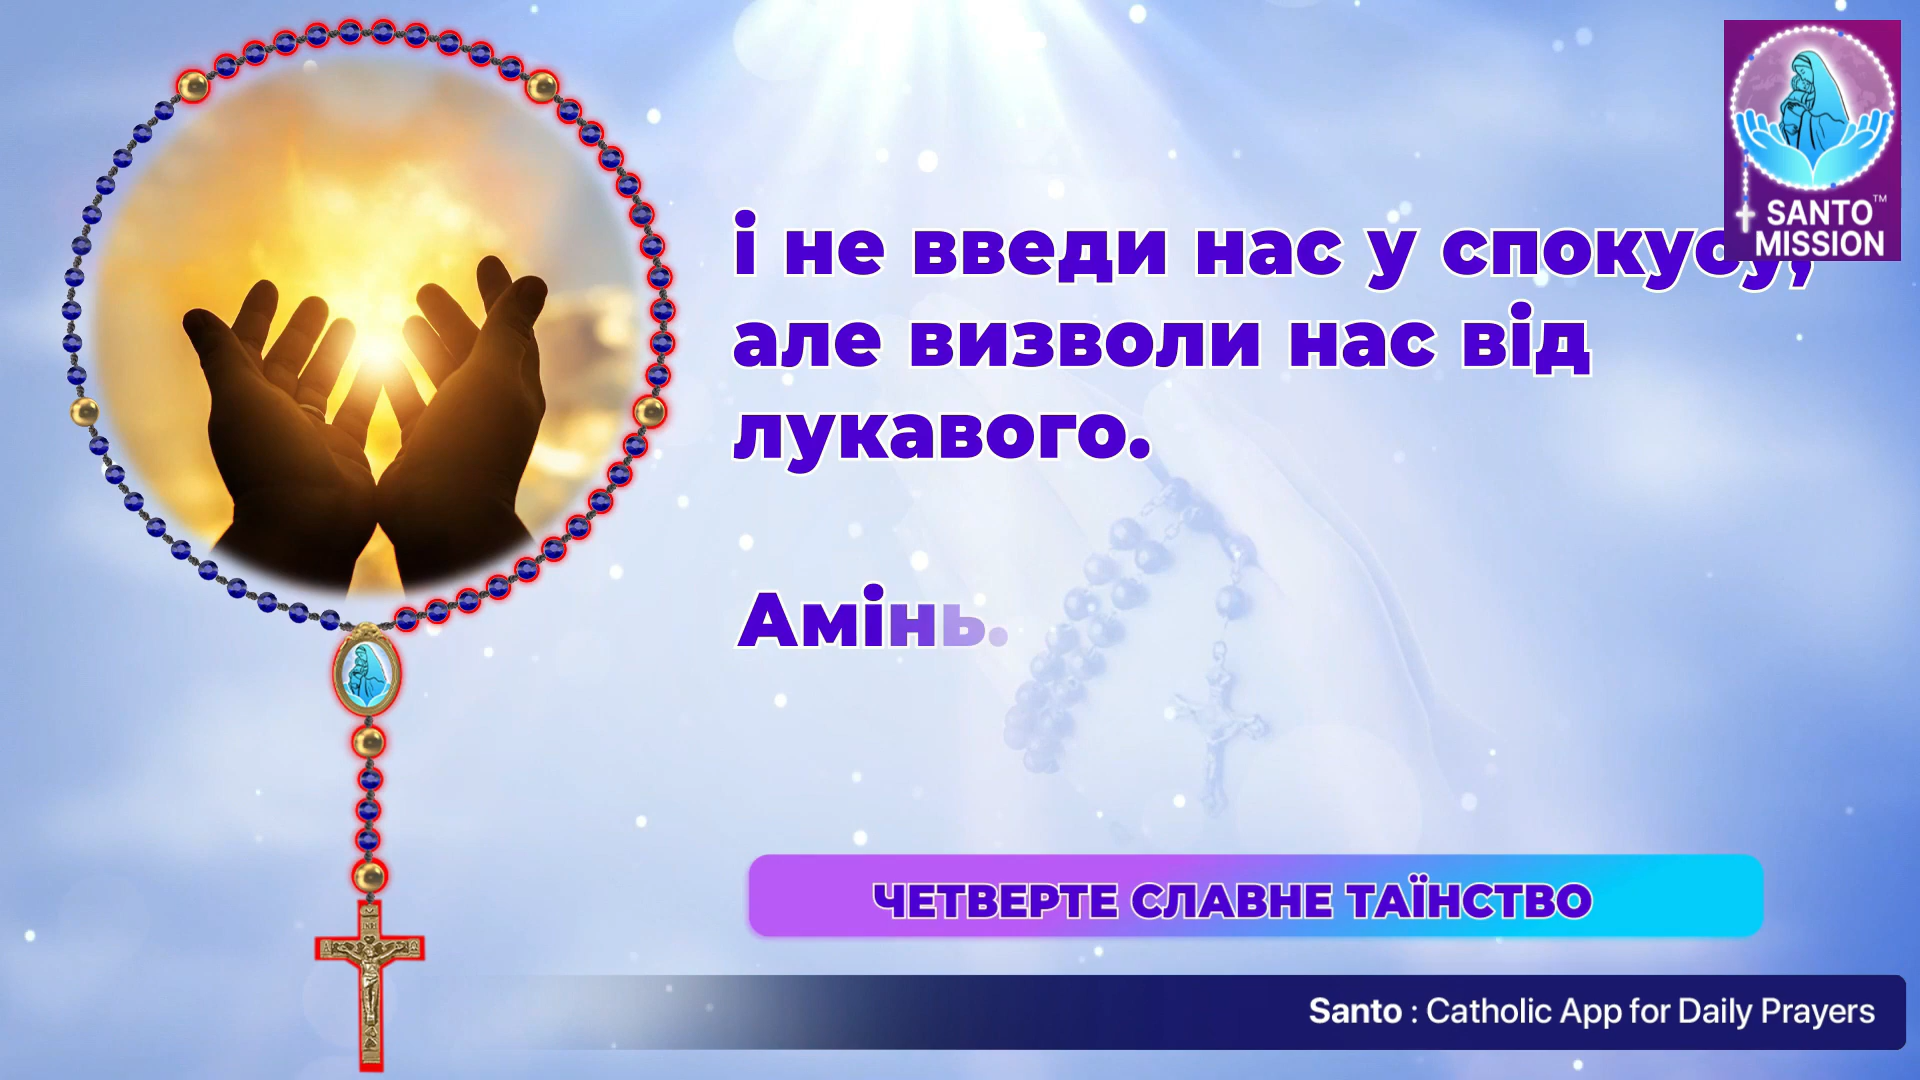 і не введи нас у спокусу,
але визволи нас від
лукавого.
Амінь.
SANTO™
MISSION
ЧЕТВЕРТЕ СЛАВНЕ ТАЇНСТВО
Santo : Catholic App for Daily Prayers